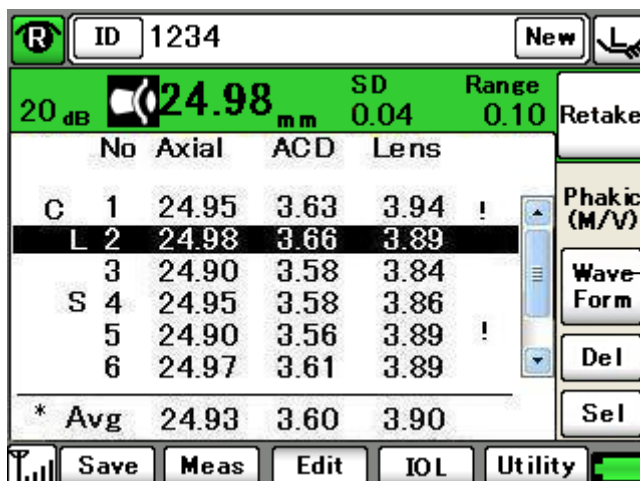 R ID 1234 New
20 dB 24.98 mm SD 0.04 Range 0.10 Retake
No Axial ACD Lens
C 1 24.95 3.63 3.94 !
L 2 24.98 3.66 3.89
3 24.90 3.58 3.84
S 4 24.95 3.58 3.86
5 24.90 3.56 3.89 !
6 24.97 3.61 3.89
* Avg 24.93 3.60 3.90
Phakic
(M/V)
Wave-
Form
Del
Sel
Save Meas Edit IOL Utility